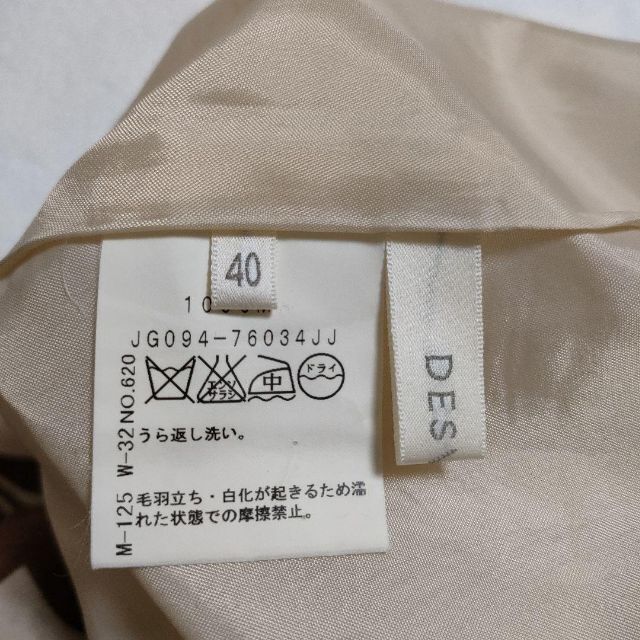 40
JG094-76034JJ
エンソ
サラシ
中
ドライ
うら返し洗い。
毛羽立ち・白化が起きるため濡
れた状態での摩擦禁止。
M-125 W-32NO.620
DES